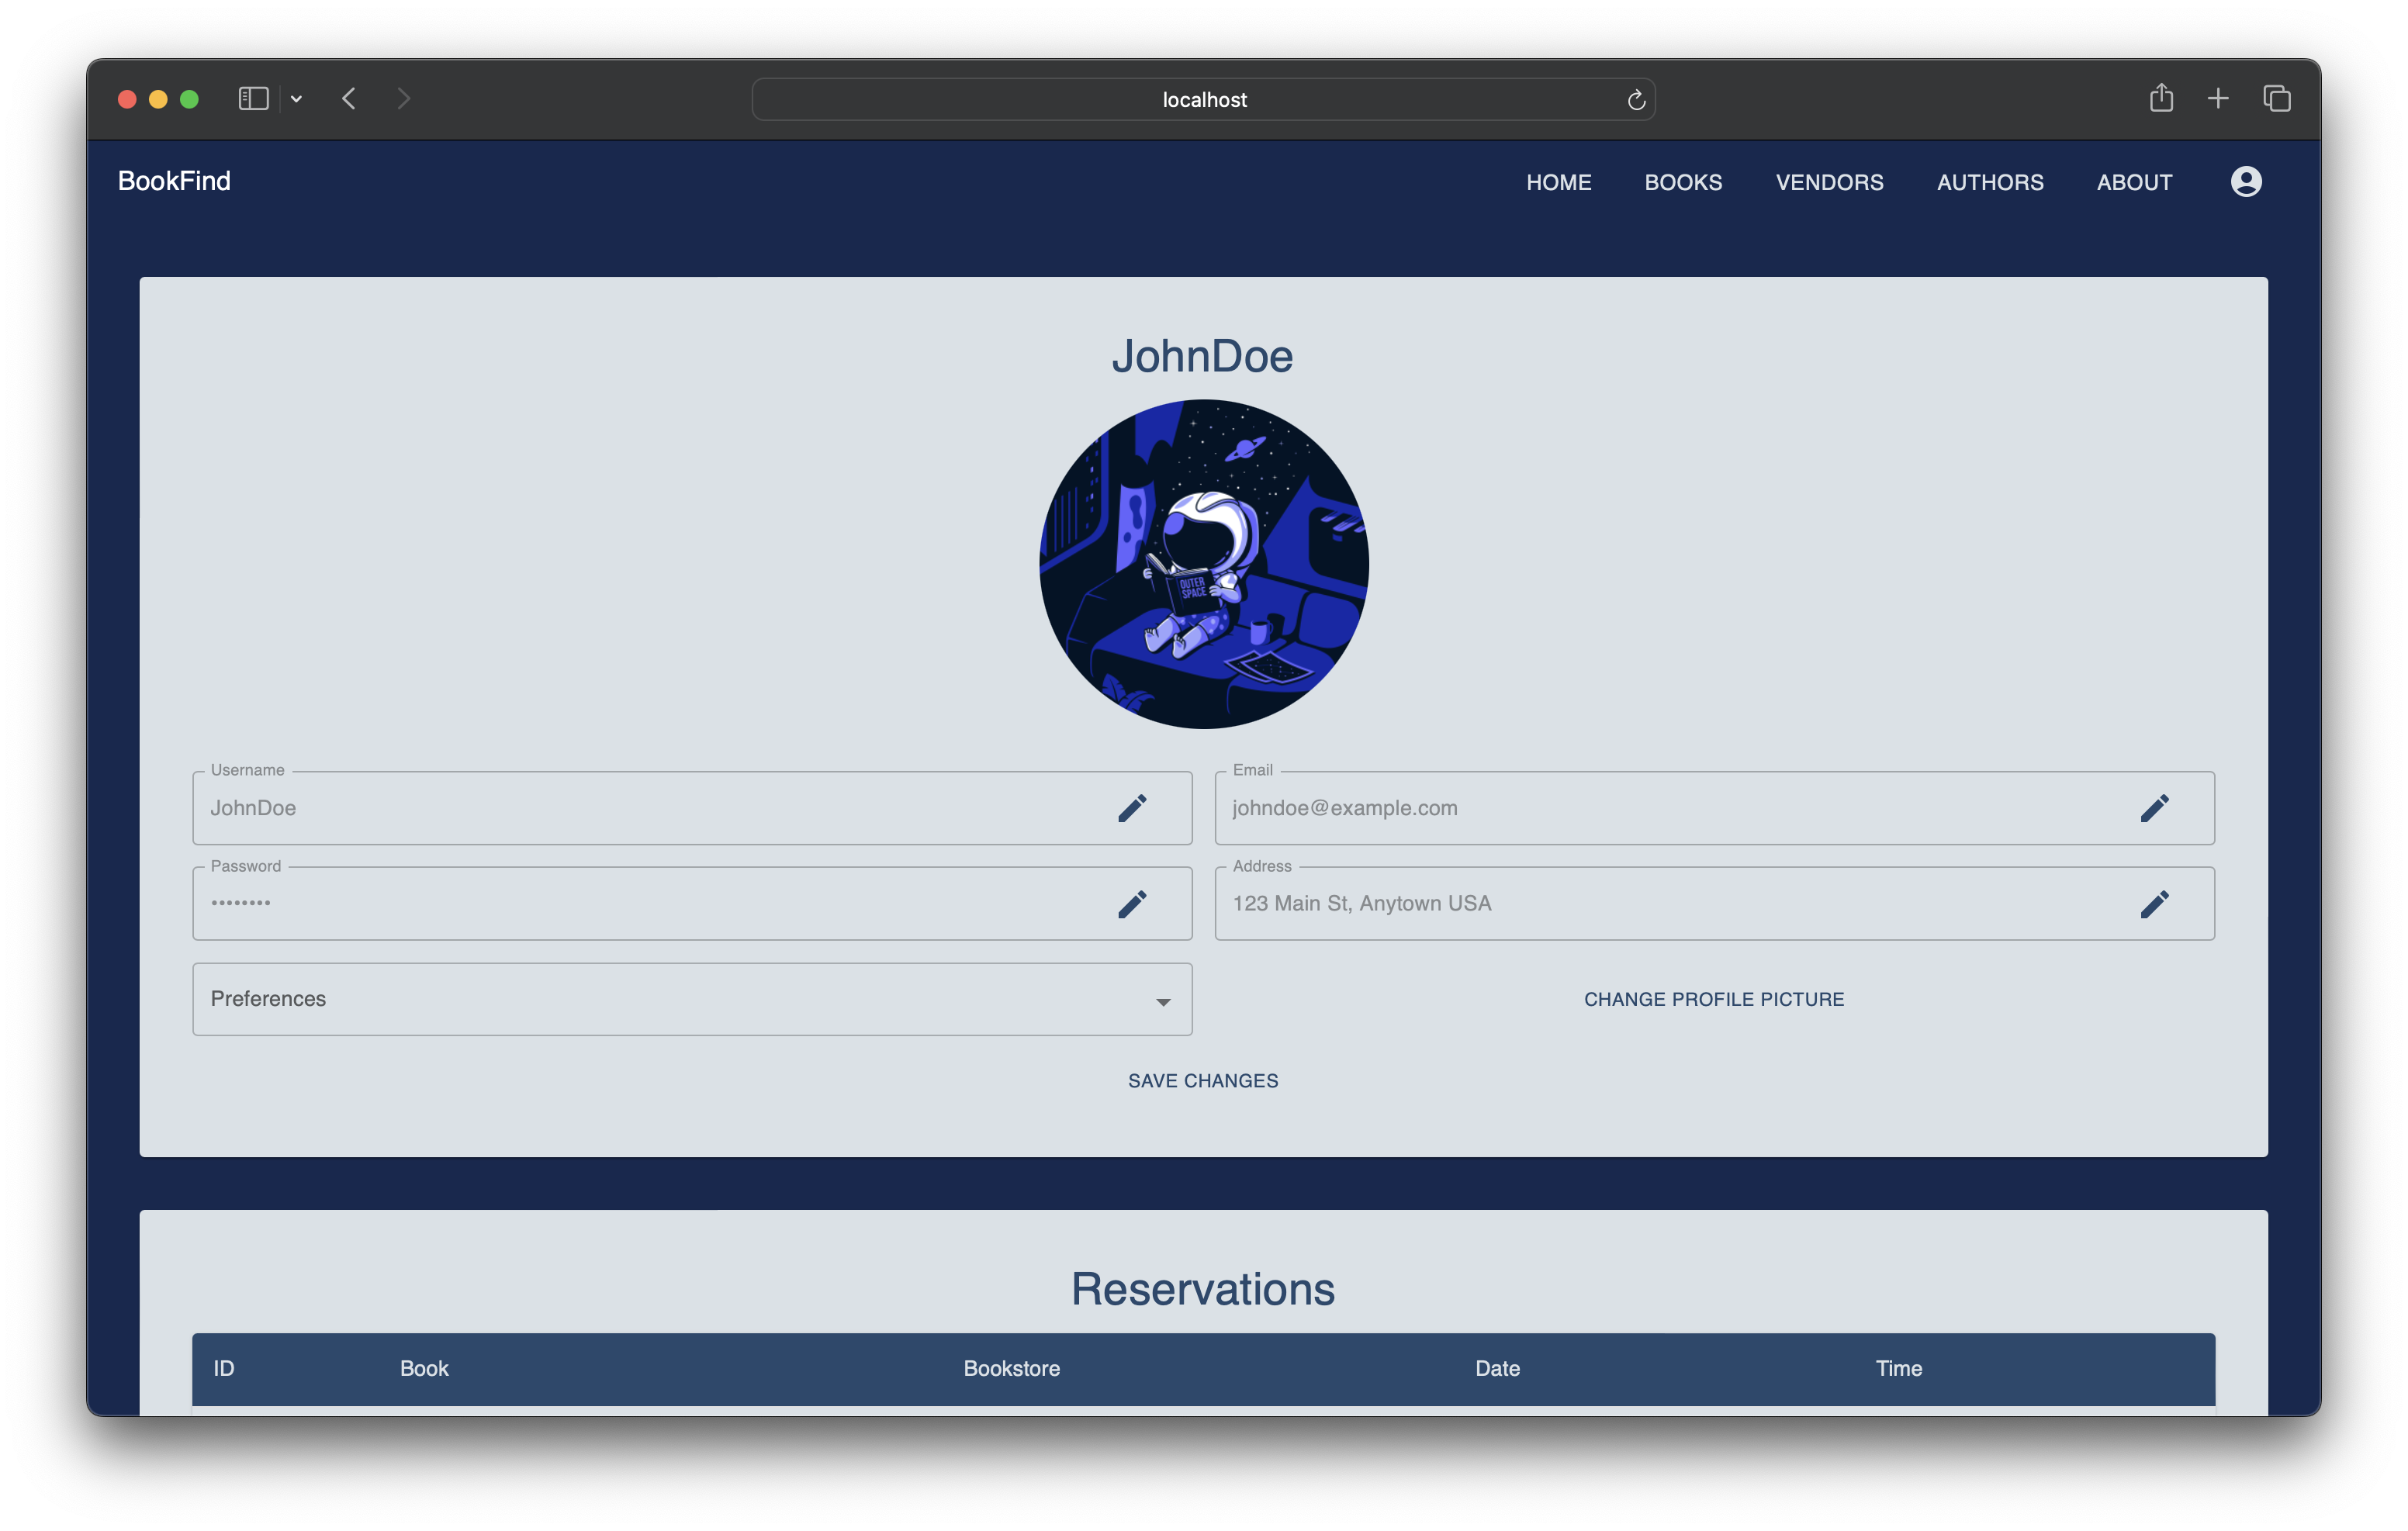 localhost
BookFind
HOME BOOKS VENDORS AUTHORS ABOUT
JohnDoe
OUTER
SPACE
Username
JohnDoe
Email
johndoe@example.com
Password
••••••••
Address
123 Main St, Anytown USA
Preferences
CHANGE PROFILE PICTURE
SAVE CHANGES
Reservations
ID Book Bookstore Date Time